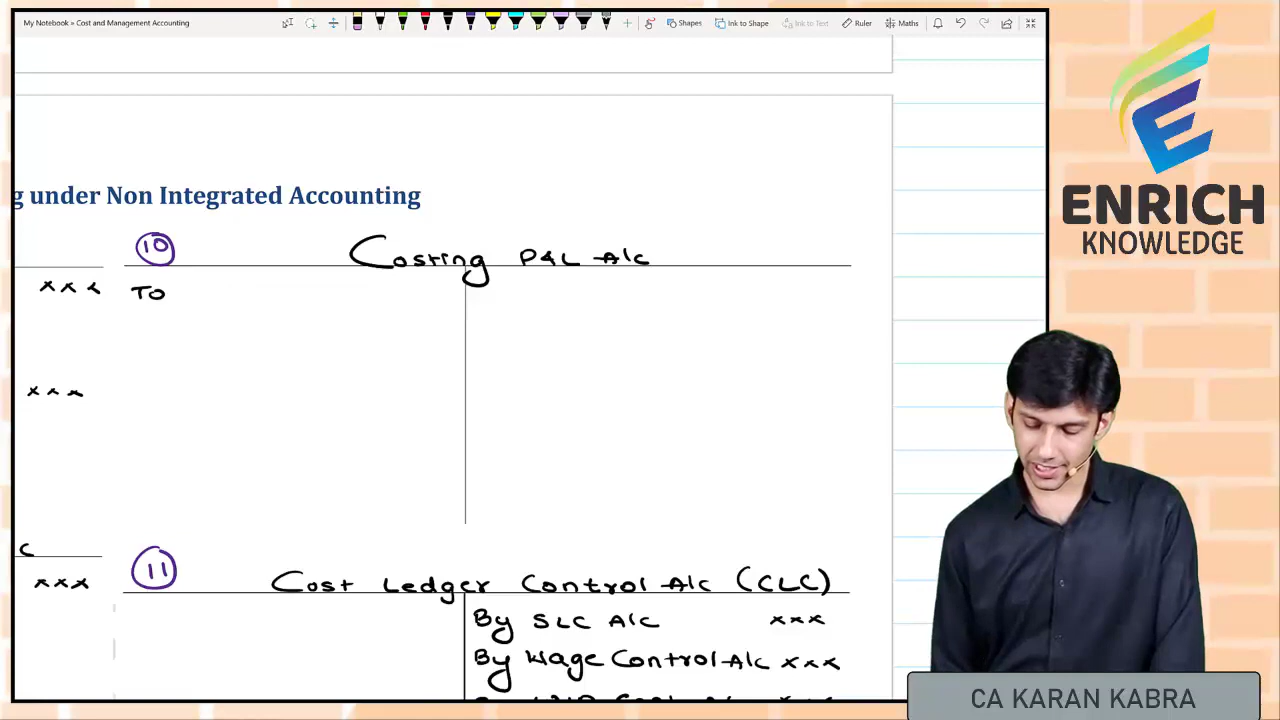 My Notebook » Cost and Management Accounting
Shapes
Ink to Shape
Ink to Text
Ruler
Maths
g under Non Integrated Accounting
10 Costing P&L A/c
xxx To
xxx
C
xxx
11 Cost Ledger Control A/c (CLC)
By SLC A/c xxx
By Wage Control A/c xxx
ENRICH
KNOWLEDGE
CA KARAN KABRA